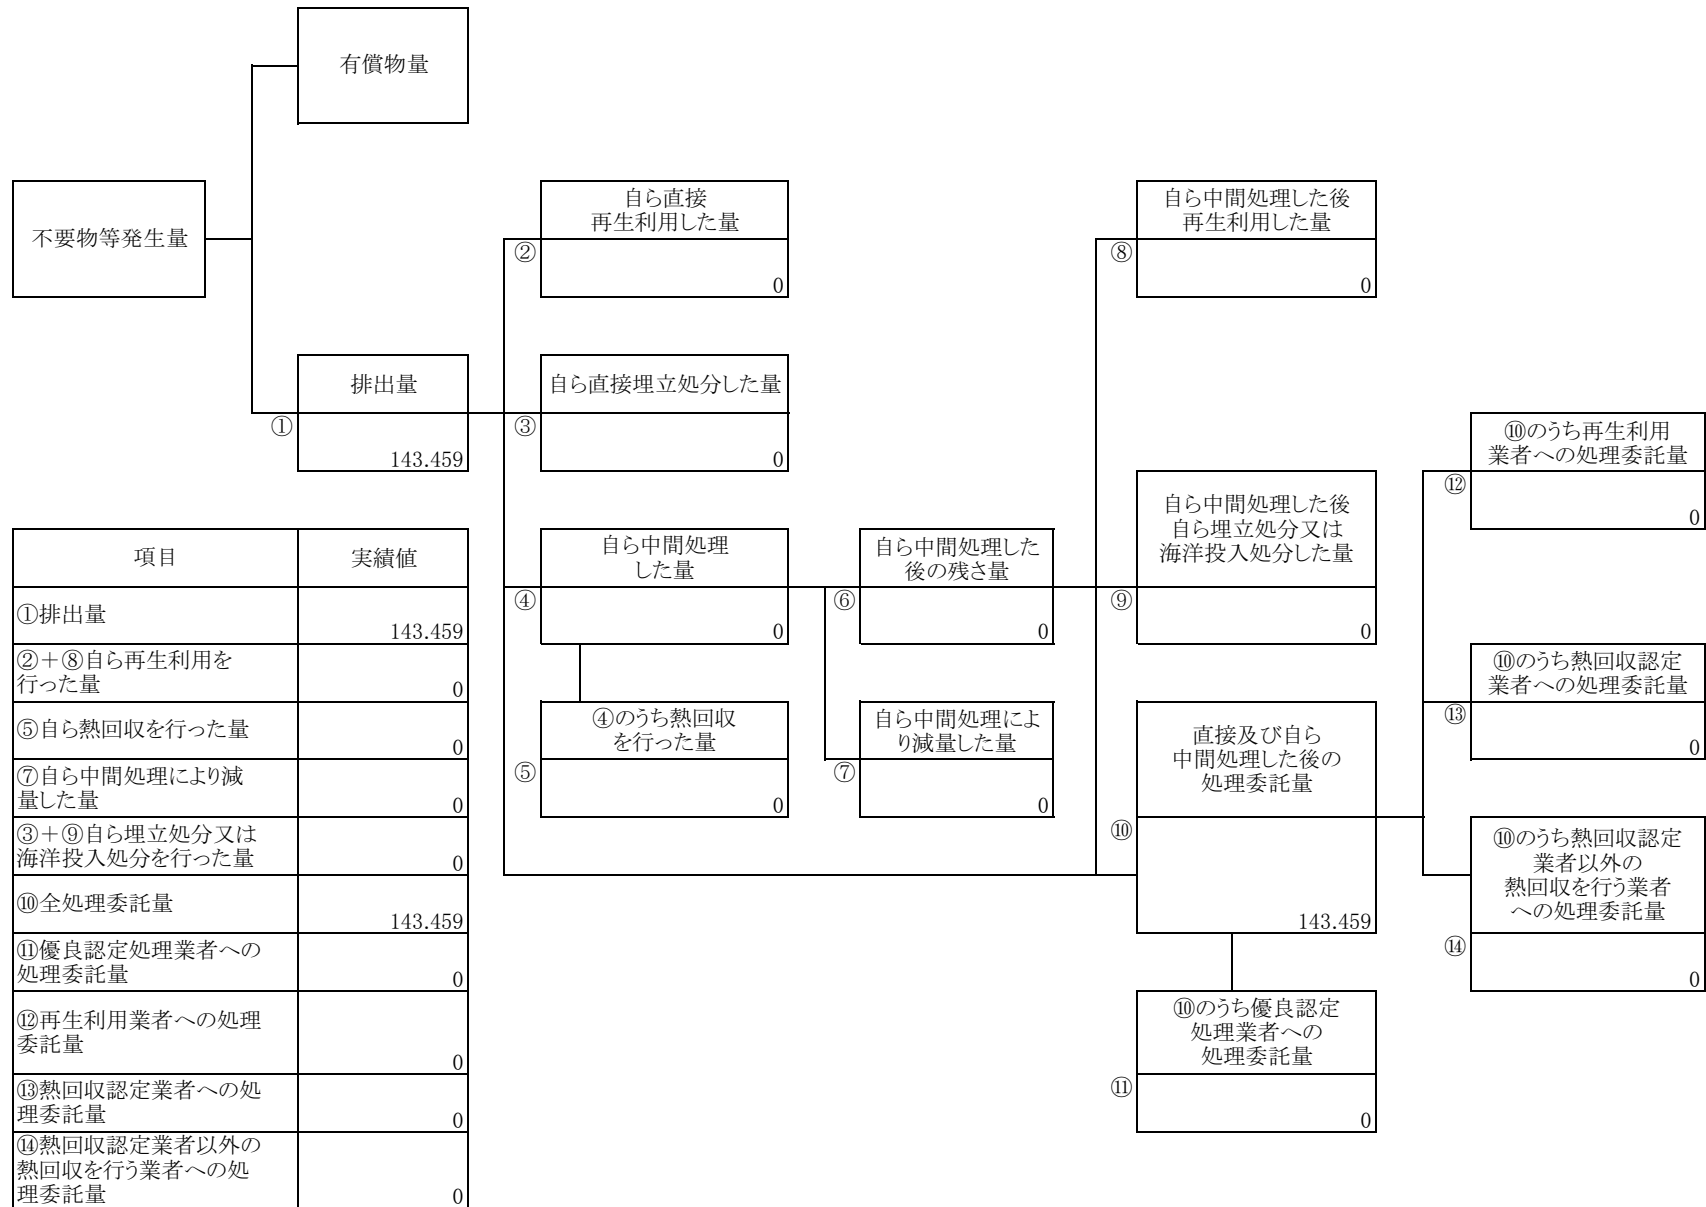 有償物量
不要物等発生量
自ら直接
再生利用した量
②
0
自ら中間処理した後
再生利用した量
⑧
0
排出量
①
143.459
自ら直接埋立処分した量
③
0
⑩のうち再生利用
業者への処理委託量
⑫
0
自ら中間処理
した量
④
0
自ら中間処理した
後の残さ量
⑥
0
自ら中間処理した後
自ら埋立処分又は
海洋投入処分した量
⑨
0
⑩のうち熱回収認定
業者への処理委託量
⑬
0
④のうち熱回収
を行った量
⑤
0
自ら中間処理によ
り減量した量
⑦
0
直接及び自ら
中間処理した後の
処理委託量
⑩
143.459
⑩のうち熱回収認定
業者以外の
熱回収を行う業者
への処理委託量
⑭
0
⑩のうち優良認定
処理業者への
処理委託量
⑪
0
項目 実績値
①排出量
143.459
②＋⑧自ら再生利用を
行った量
0
⑤自ら熱回収を行った量
0
⑦自ら中間処理により減
量した量
0
③＋⑨自ら埋立処分又は
海洋投入処分を行った量
0
⑩全処理委託量
143.459
⑪優良認定処理業者への
処理委託量
0
⑫再生利用業者への処理
委託量
0
⑬熱回収認定業者への処
理委託量
0
⑭熱回収認定業者以外の
熱回収を行う業者への処
理委託量
0